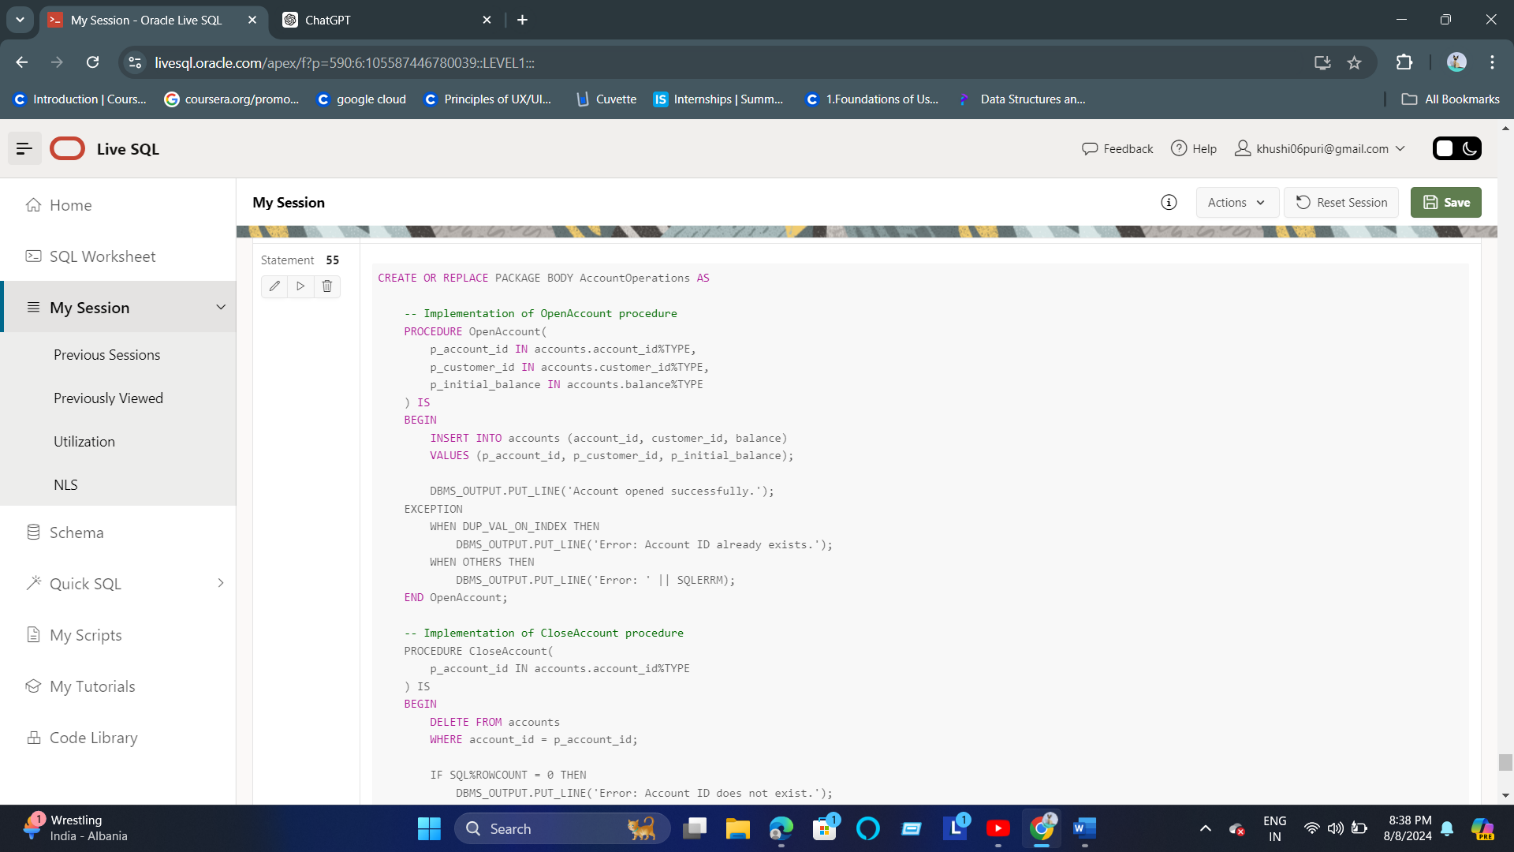 My Session - Oracle Live SQL
ChatGPT
livesql.oracle.com/apex/f?p=590:6:105587446780039::LEVEL1:::
Introduction | Cours...
coursera.org/promo...
google cloud
Principles of UX/UI...
Cuvette
Internships | Summ...
1.Foundations of Us...
Data Structures an...
All Bookmarks
Live SQL
Feedback
Help
khushi06puri@gmail.com
Home
SQL Worksheet
My Session
Previous Sessions
Previously Viewed
Utilization
NLS
Schema
Quick SQL
My Scripts
My Tutorials
Code Library
My Session
Actions
Reset Session
Save
Statement 55
CREATE OR REPLACE PACKAGE BODY AccountOperations AS
-- Implementation of OpenAccount procedure
PROCEDURE OpenAccount(
p_account_id IN accounts.account_id%TYPE,
p_customer_id IN accounts.customer_id%TYPE,
p_initial_balance IN accounts.balance%TYPE
) IS
BEGIN
INSERT INTO accounts (account_id, customer_id, balance)
VALUES (p_account_id, p_customer_id, p_initial_balance);
DBMS_OUTPUT.PUT_LINE('Account opened successfully.');
EXCEPTION
WHEN DUP_VAL_ON_INDEX THEN
DBMS_OUTPUT.PUT_LINE('Error: Account ID already exists.');
WHEN OTHERS THEN
DBMS_OUTPUT.PUT_LINE('Error: ' || SQLERRM);
END OpenAccount;
-- Implementation of CloseAccount procedure
PROCEDURE CloseAccount(
p_account_id IN accounts.account_id%TYPE
) IS
BEGIN
DELETE FROM accounts
WHERE account_id = p_account_id;
IF SQL%ROWCOUNT = 0 THEN
DBMS_OUTPUT.PUT_LINE('Error: Account ID does not exist.');
1
Wrestling
India - Albania
Search
1
L
1
W
ENG
IN
8:38 PM
8/8/2024
PRE